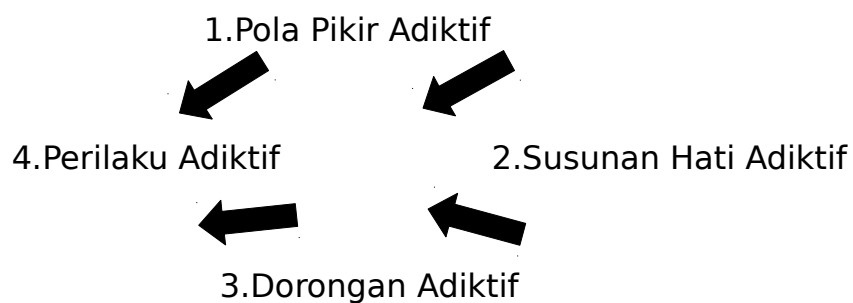 1.Pola Pikir Adiktif
4.Perilaku Adiktif
2.Susunan Hati Adiktif
3.Dorongan Adiktif